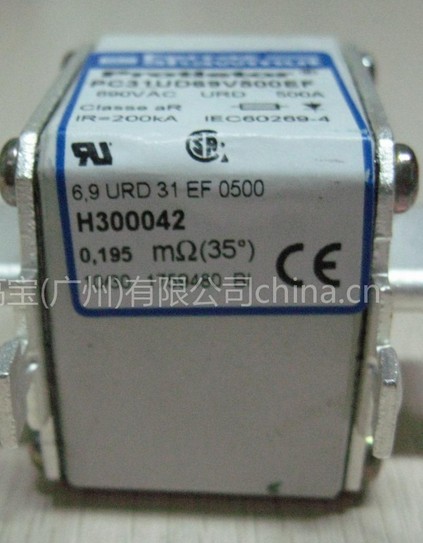 Protistor®
PC31UD69V500EF
690VAC URD 500A
Classe aR
IR=200kA IEC60269-4
6,9 URD 31 EF 0500
H300042
0,195 mΩ(35°)
CE
(广州)有限公司china.cn